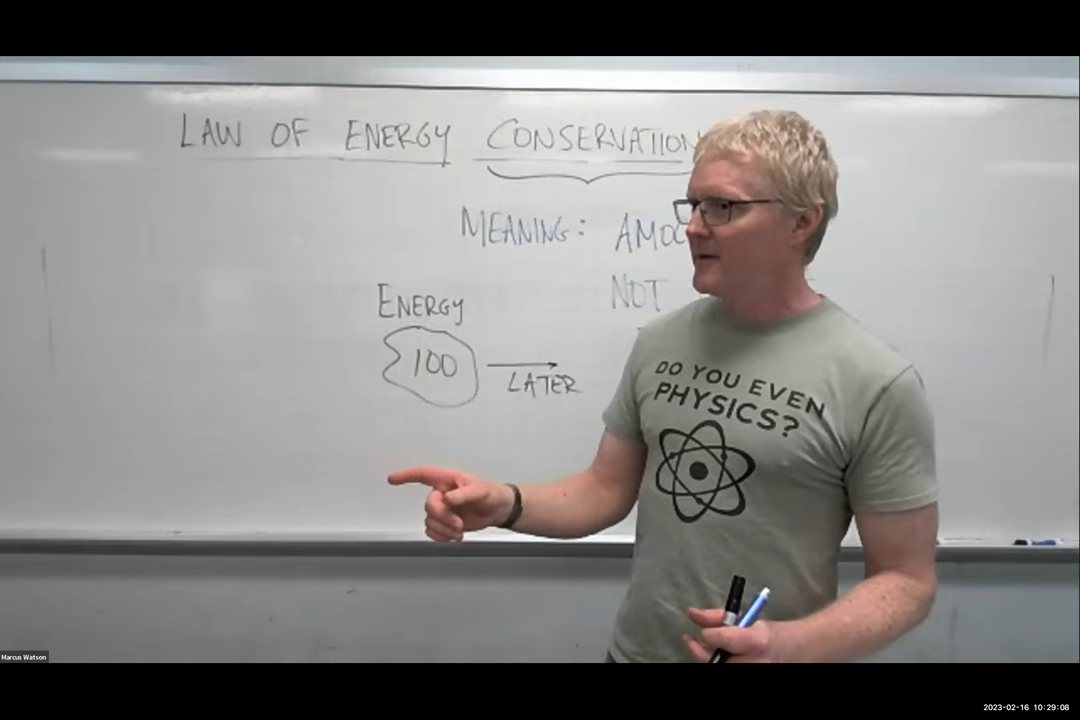 LAW OF ENERGY CONSERVATION
MEANING:
NOT
ENERGY
100
LATER
DO YOU EVEN
PHYSICS?
Marcus Watson
2023-02-16 10:29:08